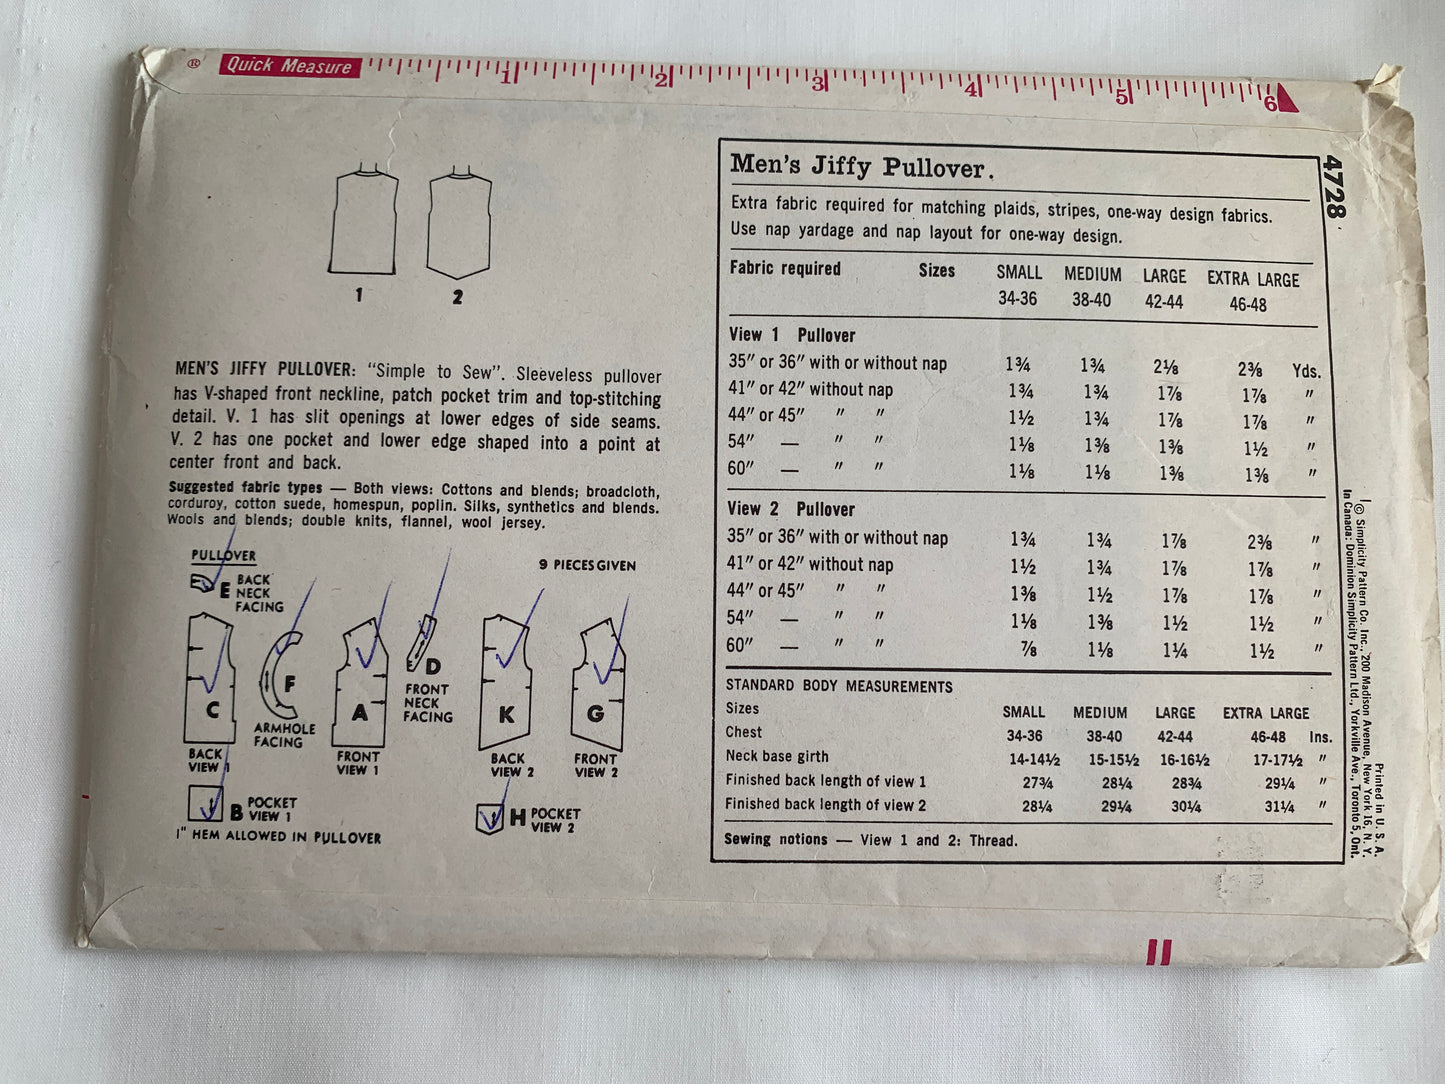 ® Quick Measure 1 2 3 4 5 6
1 2
MEN'S JIFFY PULLOVER: "Simple to Sew". Sleeveless pullover
has V-shaped front neckline, patch pocket trim and top-stitching
detail. V. 1 has slit openings at lower edges of side seams.
V. 2 has one pocket and lower edge shaped into a point at
center front and back.
Suggested fabric types — Both views: Cottons and blends; broadcloth,
corduroy, cotton suede, homespun, poplin. Silks, synthetics and blends.
Wools and blends; double knits, flannel, wool jersey.
PULLOVER
9 PIECES GIVEN
E BACK
NECK
FACING
C
BACK
VIEW 1
F
ARMHOLE
FACING
A
FRONT
VIEW 1
D
FRONT
NECK
FACING
K
BACK
VIEW 2
G
FRONT
VIEW 2
B POCKET
VIEW 1
H POCKET
VIEW 2
1" HEM ALLOWED IN PULLOVER
Men's Jiffy Pullover.
Extra fabric required for matching plaids, stripes, one-way design fabrics.
Use nap yardage and nap layout for one-way design.
Fabric required Sizes SMALL MEDIUM LARGE EXTRA LARGE
34-36 38-40 42-44 46-48
View 1 Pullover
35" or 36" with or without nap 1¾ 1¾ 2⅛ 2⅜ Yds.
41" or 42" without nap 1¾ 1¾ 1⅞ 1⅞ "
44" or 45" " " 1½ 1¾ 1⅞ 1⅞ "
54" — " " 1⅛ 1⅜ 1⅜ 1½ "
60" — " " 1⅛ 1⅛ 1⅜ 1⅜ "
View 2 Pullover
35" or 36" with or without nap 1¾ 1¾ 1⅞ 2⅜ "
41" or 42" without nap 1½ 1¾ 1⅞ 1⅞ "
44" or 45" " " 1⅜ 1½ 1⅞ 1⅞ "
54" — " " 1⅛ 1⅜ 1½ 1½ "
60" — " " ⅞ 1⅛ 1¼ 1½ "
STANDARD BODY MEASUREMENTS
Sizes SMALL MEDIUM LARGE EXTRA LARGE
Chest 34-36 38-40 42-44 46-48 Ins.
Neck base girth 14-14½ 15-15½ 16-16½ 17-17½ "
Finished back length of view 1 27¾ 28¼ 28¾ 29¼ "
Finished back length of view 2 28¼ 29¼ 30¼ 31¼ "
Sewing notions — View 1 and 2: Thread.
4728
Printed in U. S. A.
© Simplicity Pattern Co. Inc., 200 Madison Avenue, New York 16, N. Y.
In Canada: Dominion Simplicity Pattern Ltd., Yorkville Ave., Toronto 5, Ont.